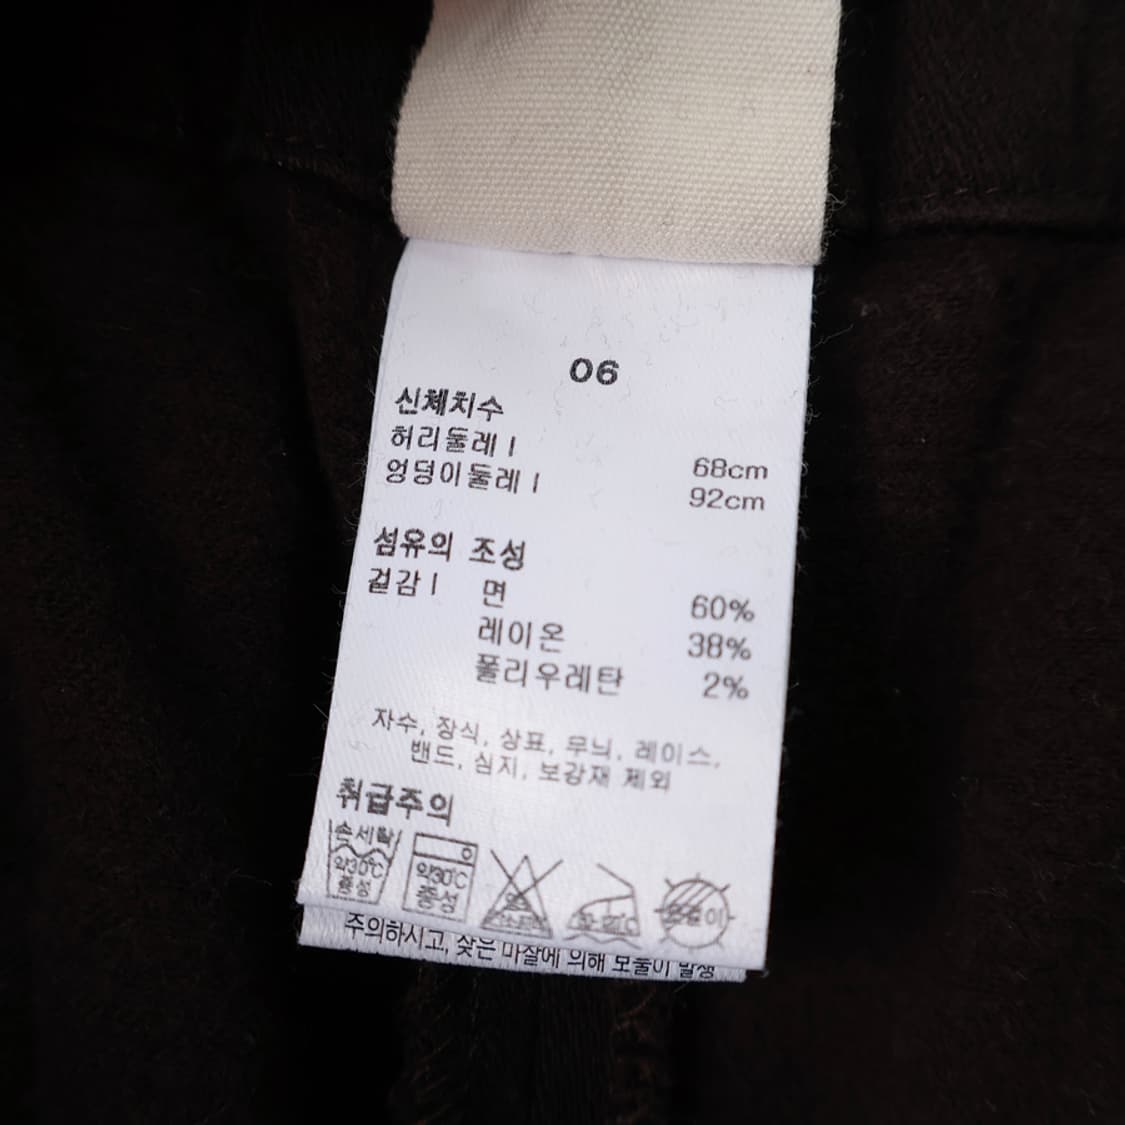 06
신체치수
허리둘레 I 68cm
엉덩이둘레 I 92cm
섬유의 조성
겉감 I 면 60%
레이온 38%
폴리우레탄 2%
자수, 장식, 상표, 무늬, 레이스,
밴드, 심지, 보강재 제외
취급주의
손세탁
약30℃
중성
약30℃
중성
주의하시고, 잦은 마찰에 의해 보풀이 발생